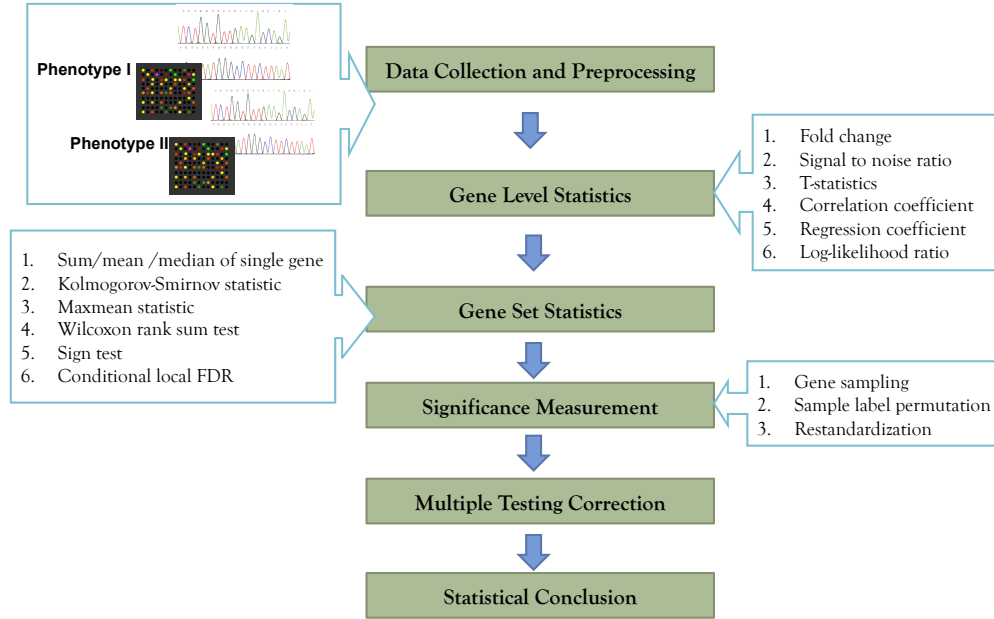 Phenotype I
Phenotype II
Data Collection and Preprocessing
Gene Level Statistics
1. Fold change
2. Signal to noise ratio
3. T-statistics
4. Correlation coefficient
5. Regression coefficient
6. Log-likelihood ratio
1. Sum/mean /median of single gene
2. Kolmogorov-Smirnov statistic
3. Maxmean statistic
4. Wilcoxon rank sum test
5. Sign test
6. Conditional local FDR
Gene Set Statistics
Significance Measurement
1. Gene sampling
2. Sample label permutation
3. Restandardization
Multiple Testing Correction
Statistical Conclusion